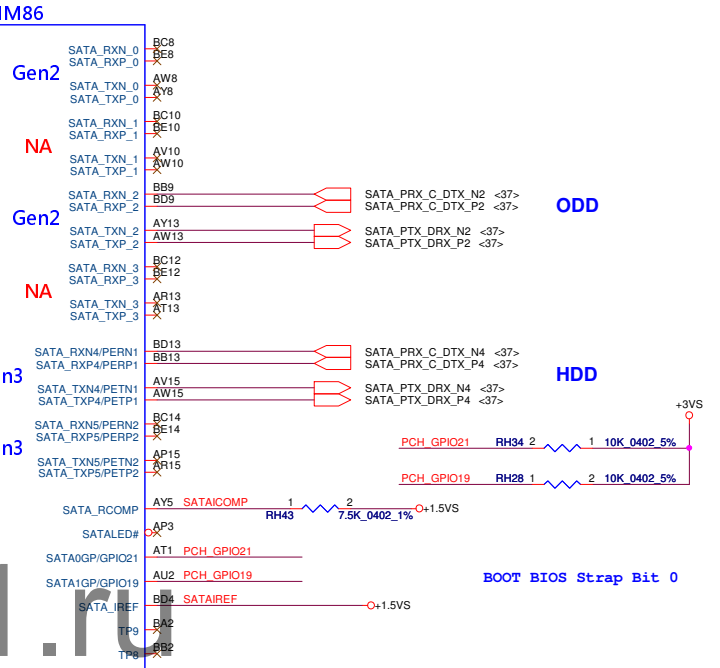 HM86
SATA_RXN_0 BC8
SATA_RXP_0 BE8
Gen2
SATA_TXN_0 AW8
SATA_TXP_0 AY8
SATA_RXN_1 BC10
SATA_RXP_1 BE10
NA
SATA_TXN_1 AV10
SATA_TXP_1 AW10
SATA_RXN_2 BB9 SATA_PRX_C_DTX_N2 <37>
SATA_RXP_2 BD9 SATA_PRX_C_DTX_P2 <37>
Gen2 ODD
SATA_TXN_2 AY13 SATA_PTX_DRX_N2 <37>
SATA_TXP_2 AW13 SATA_PTX_DRX_P2 <37>
SATA_RXN_3 BC12
SATA_RXP_3 BE12
NA
SATA_TXN_3 AR13
SATA_TXP_3 AT13
SATA_RXN4/PERN1 BD13 SATA_PRX_C_DTX_N4 <37>
SATA_RXP4/PERP1 BB13 SATA_PRX_C_DTX_P4 <37>
n3 HDD
SATA_TXN4/PETN1 AV15 SATA_PTX_DRX_N4 <37>
SATA_TXP4/PETP1 AW15 SATA_PTX_DRX_P4 <37>
+3VS
SATA_RXN5/PERN2 BC14
SATA_RXP5/PERP2 BE14
n3 PCH_GPIO21 RH34 2 1 10K_0402_5%
SATA_TXN5/PETN2 AP15
SATA_TXP5/PETP2 AR15
PCH_GPIO19 RH28 1 2 10K_0402_5%
SATA_RCOMP AY5 SATAICOMP 1 2 +1.5VS
RH43 7.5K_0402_1%
SATALED# AP3
SATA0GP/GPIO21 AT1 PCH_GPIO21
SATA1GP/GPIO19 AU2 PCH_GPIO19
BOOT BIOS Strap Bit 0
SATA_IREF BD4 SATAIREF +1.5VS
TP9 BA2
TP8 BB2
.ru